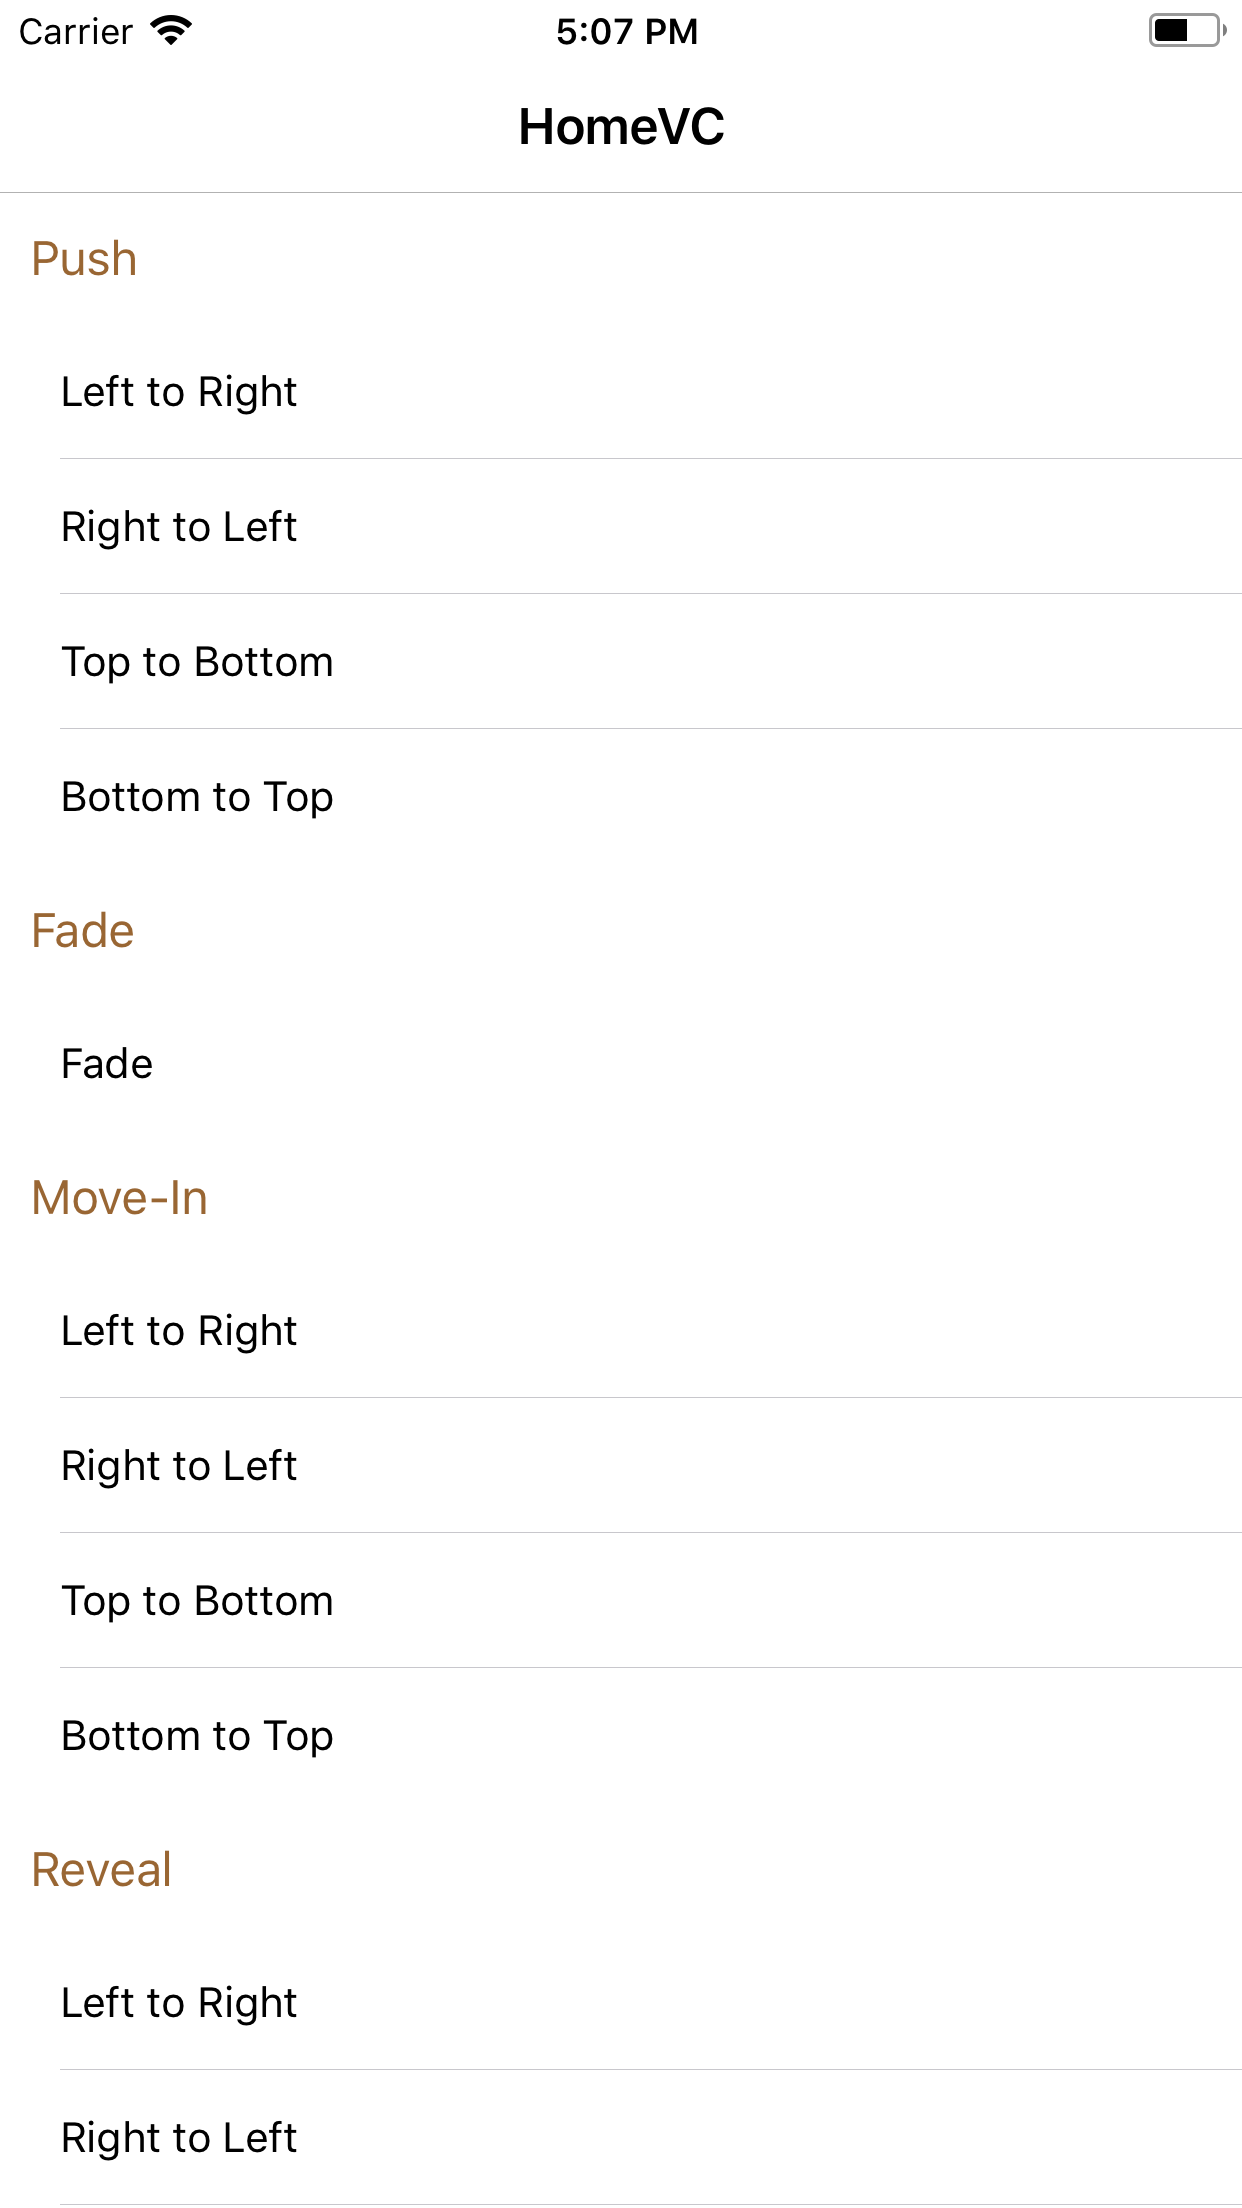 Carrier 5:07 PM
HomeVC
Push
Left to Right
Right to Left
Top to Bottom
Bottom to Top
Fade
Fade
Move-In
Left to Right
Right to Left
Top to Bottom
Bottom to Top
Reveal
Left to Right
Right to Left